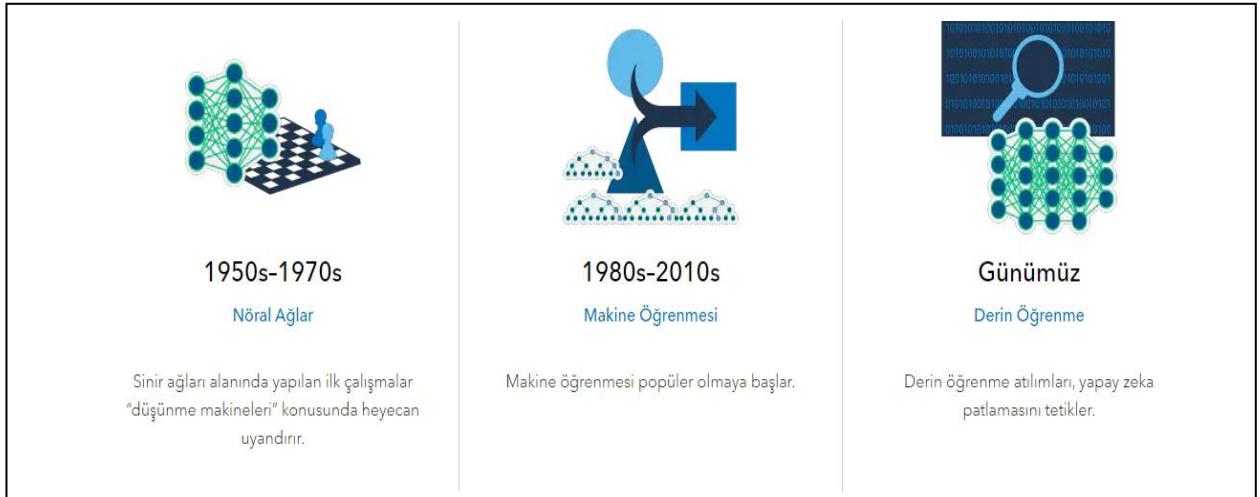 1950s-1970s
Nöral Ağlar
Sinir ağları alanında yapılan ilk çalışmalar
"düşünme makineleri" konusunda heyecan
uyandırır.
1980s-2010s
Makine Öğrenmesi
Makine öğrenmesi popüler olmaya başlar.
Günümüz
Derin Öğrenme
Derin öğrenme atılımları, yapay zeka
patlamasını tetikler.